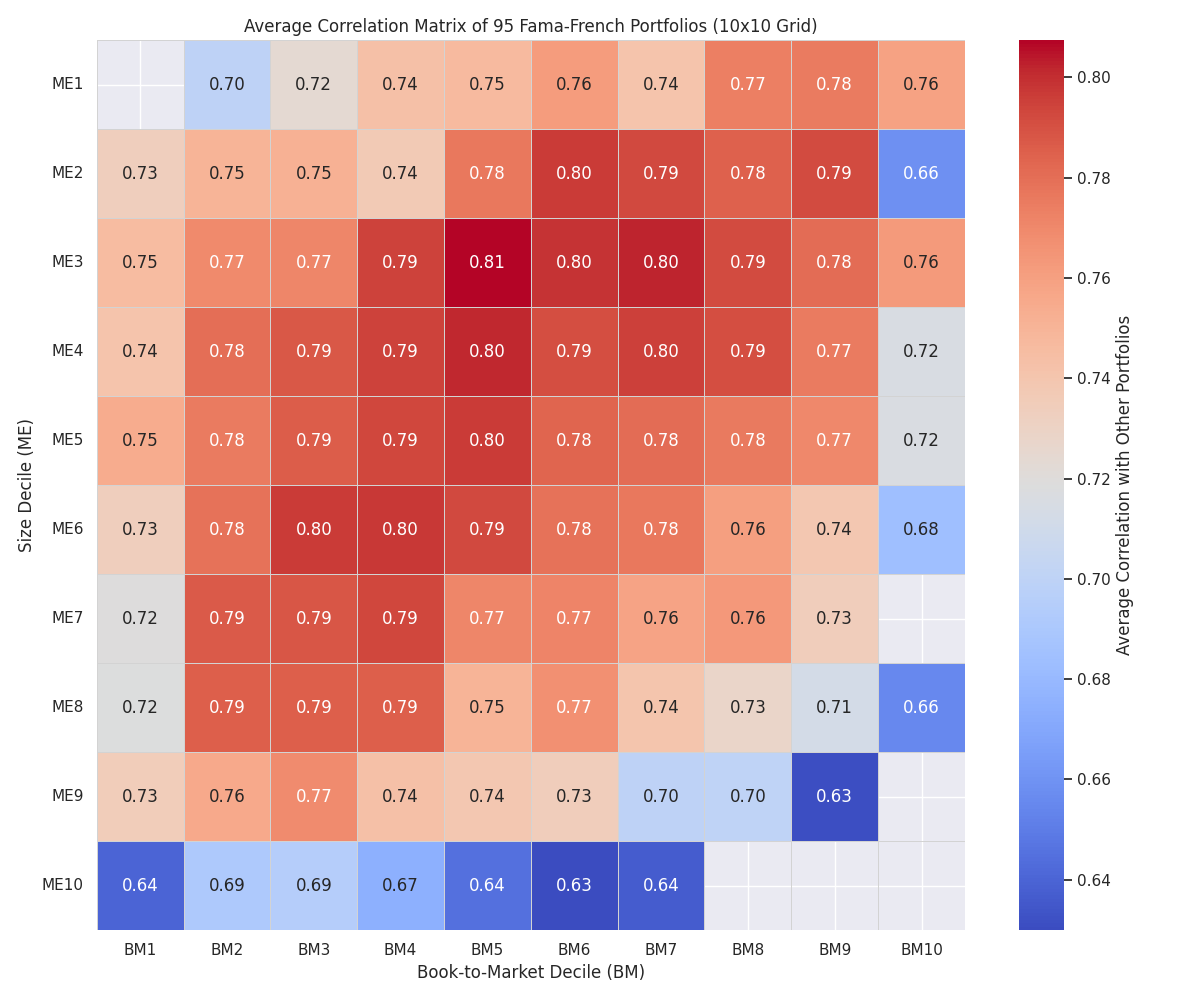 Average Correlation Matrix of 95 Fama-French Portfolios (10x10 Grid)
ME1 0.70 0.72 0.74 0.75 0.76 0.74 0.77 0.78 0.76
ME2 0.73 0.75 0.75 0.74 0.78 0.80 0.79 0.78 0.79 0.66
ME3 0.75 0.77 0.77 0.79 0.81 0.80 0.80 0.79 0.78 0.76
ME4 0.74 0.78 0.79 0.79 0.80 0.79 0.80 0.79 0.77 0.72
ME5 0.75 0.78 0.79 0.79 0.80 0.78 0.78 0.78 0.77 0.72
ME6 0.73 0.78 0.80 0.80 0.79 0.78 0.78 0.76 0.74 0.68
ME7 0.72 0.79 0.79 0.79 0.77 0.77 0.76 0.76 0.73
ME8 0.72 0.79 0.79 0.79 0.75 0.77 0.74 0.73 0.71 0.66
ME9 0.73 0.76 0.77 0.74 0.74 0.73 0.70 0.70 0.63
ME10 0.64 0.69 0.69 0.67 0.64 0.63 0.64
BM1 BM2 BM3 BM4 BM5 BM6 BM7 BM8 BM9 BM10
Book-to-Market Decile (BM)
Size Decile (ME)
0.80
0.78
0.76
0.74
0.72
0.70
0.68
0.66
0.64
Average Correlation with Other Portfolios